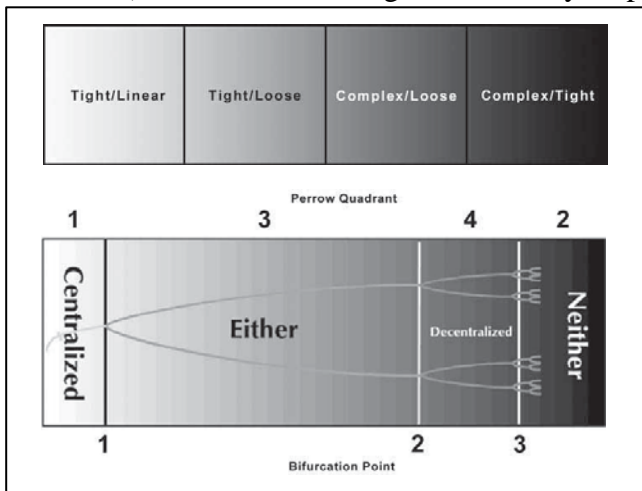 Tight/Linear Tight/Loose Complex/Loose Complex/Tight
Perrow Quadrant
1 3 4 2
Centralized Either Decentralized Neither
1 2 3
Bifurcation Point